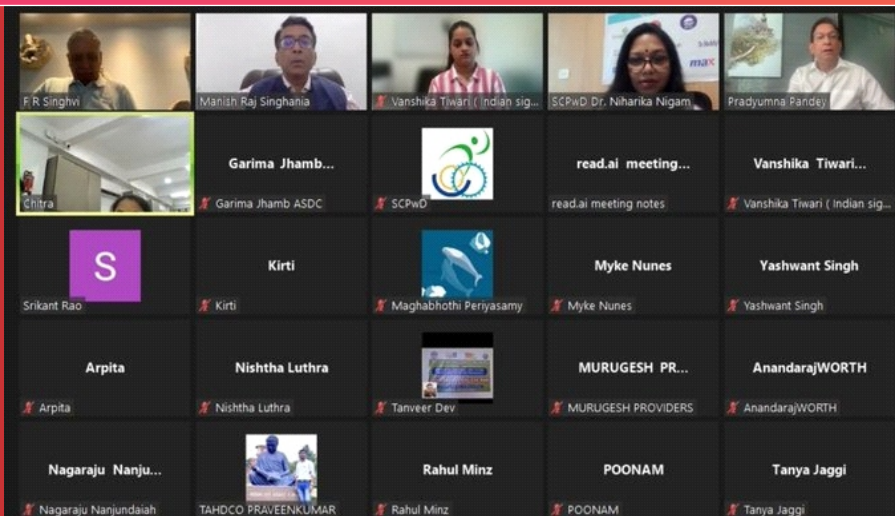 F R Singhvi
Manish Raj Singhania
Vanshika Tiwari ( Indian sig...
SCPwD Dr. Niharika Nigam
Pradyumna Pandey
max
Chitra
Garima Jhamb...
Garima Jhamb ASDC
SCPwD
read.ai meeting...
read.ai meeting notes
Vanshika Tiwari...
Vanshika Tiwari ( Indian sig...
S
Srikant Rao
Kirti
Kirti
Maghabhothi Periyasamy
Myke Nunes
Myke Nunes
Yashwant Singh
Yashwant Singh
Arpita
Arpita
Nishtha Luthra
Nishtha Luthra
Tanveer Dev
MURUGESH PR...
MURUGESH PROVIDERS
AnandarajWORTH
AnandarajWORTH
Nagaraju Nanju...
Nagaraju Nanjundaiah
TAHDCO PRAVEENKUMAR
Rahul Minz
Rahul Minz
POONAM
POONAM
Tanya Jaggi
Tanya Jaggi